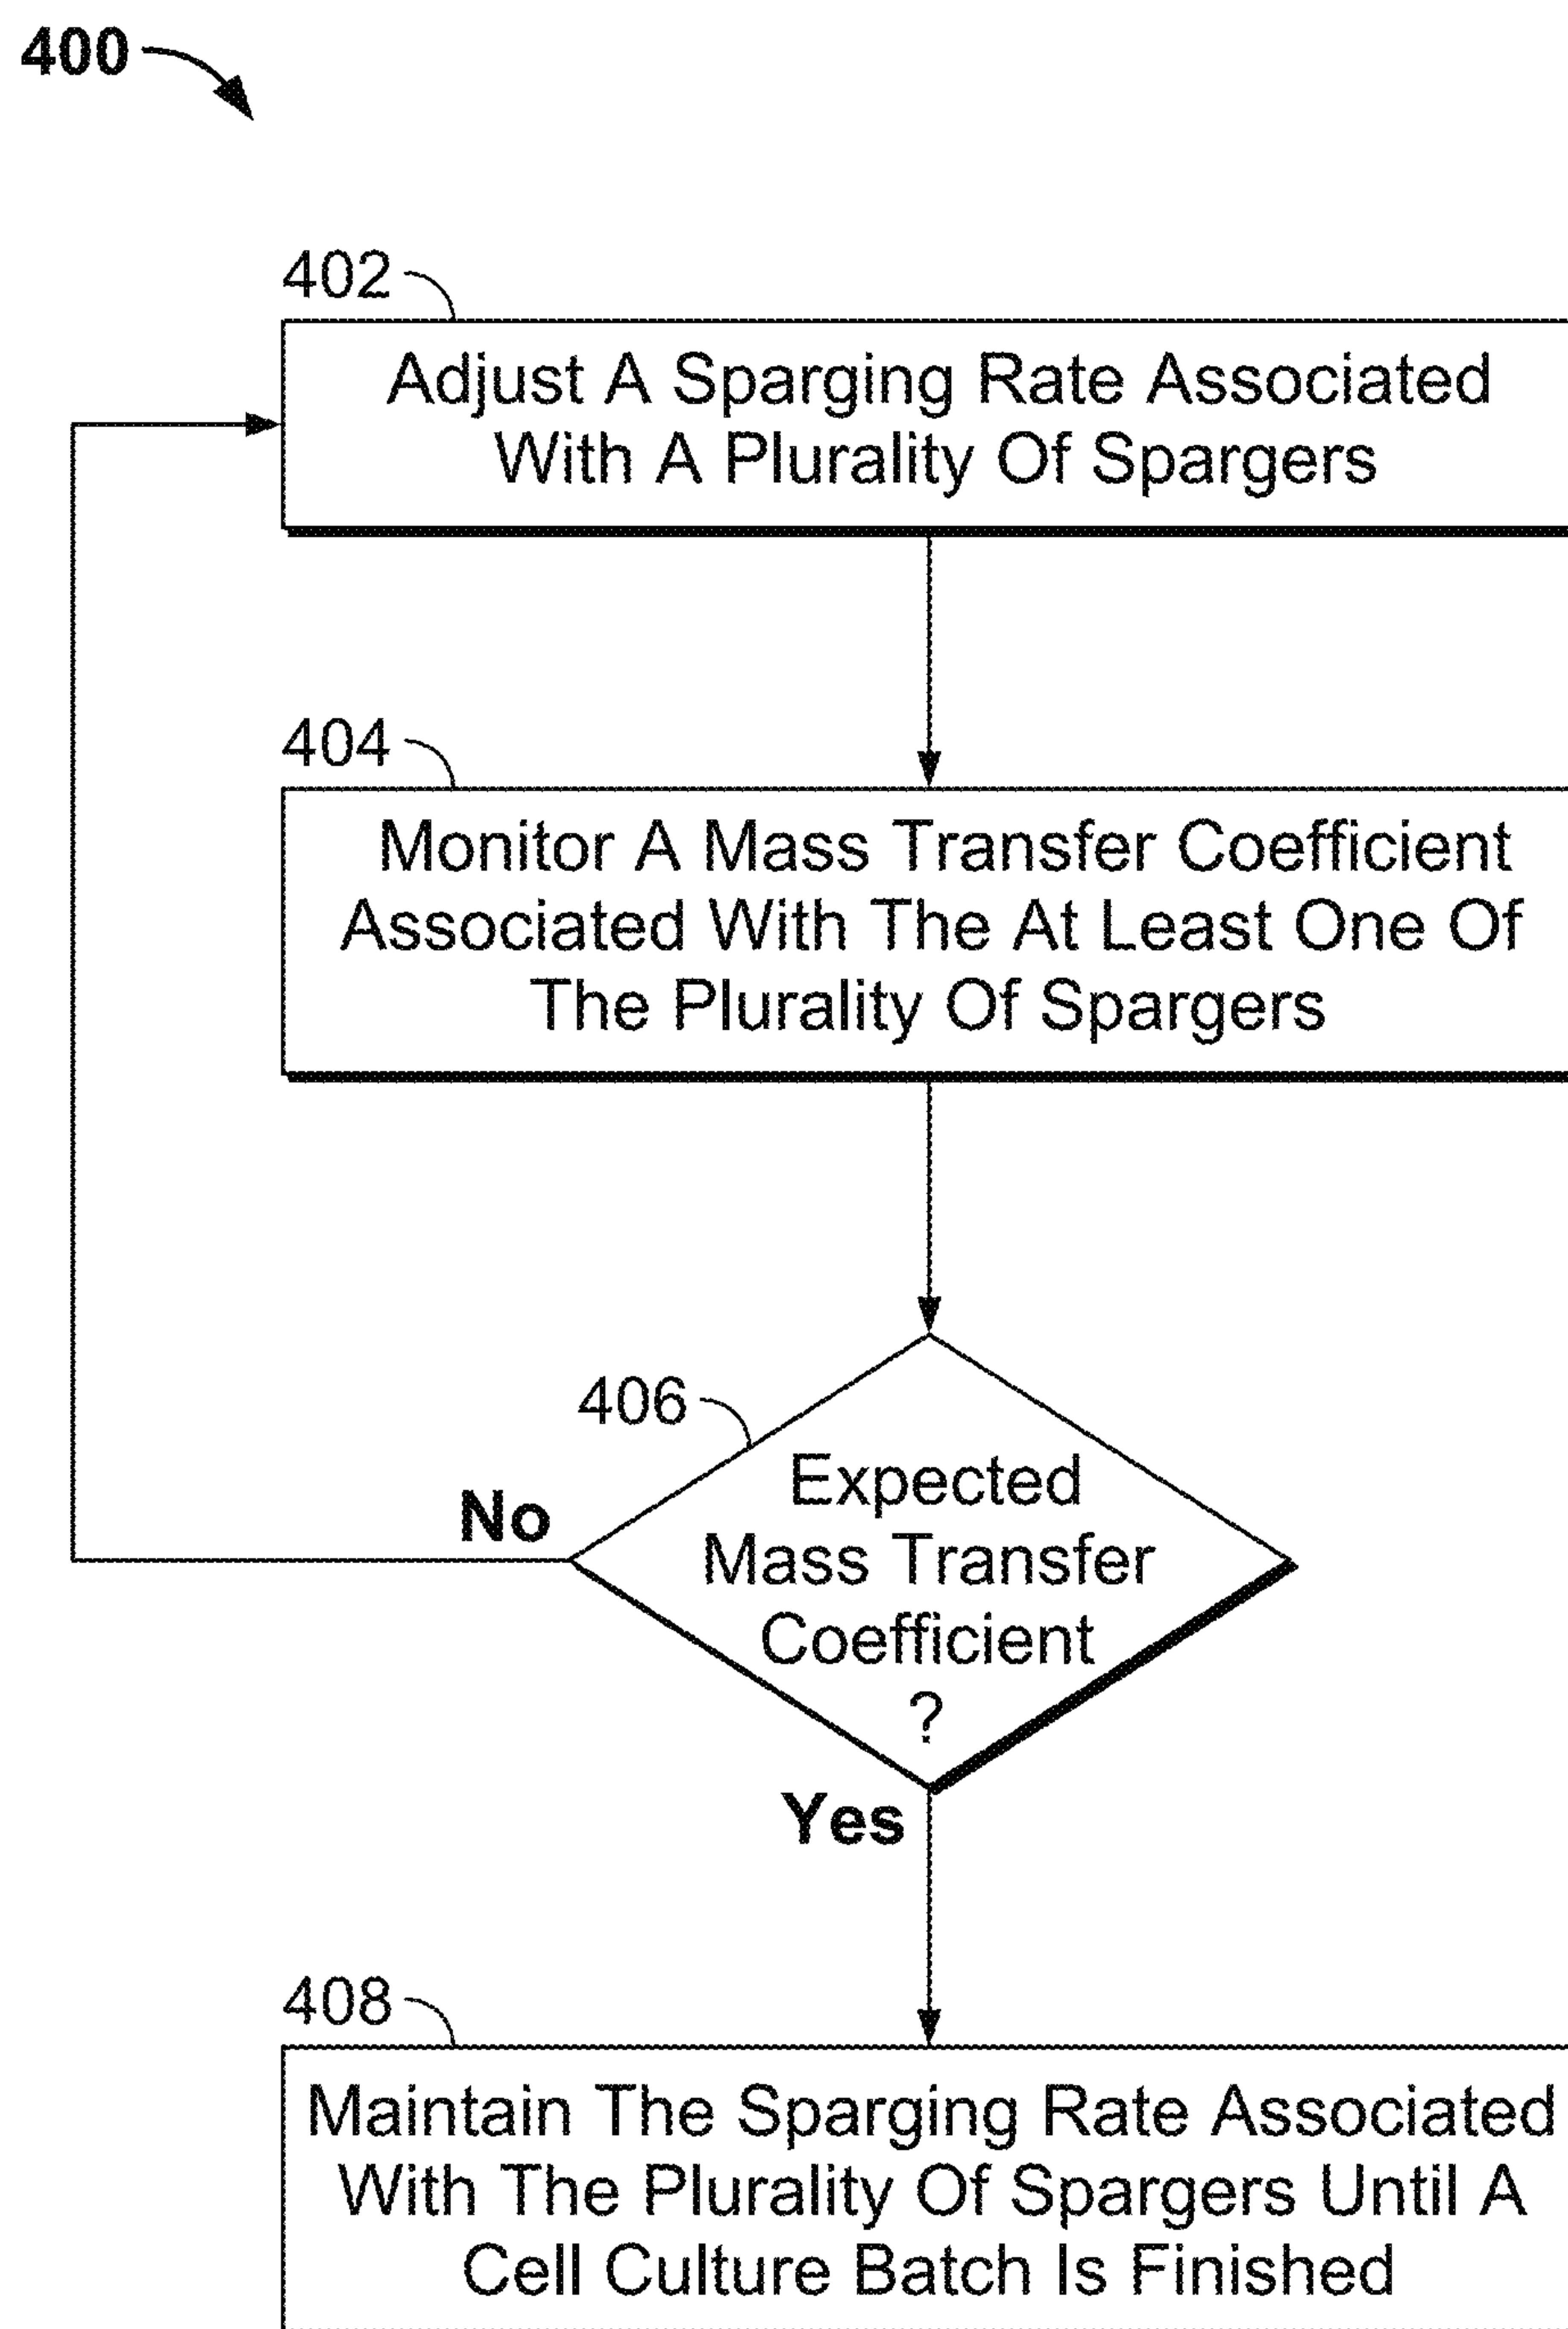 400
402
Adjust A Sparging Rate Associated
With A Plurality Of Spargers
404
Monitor A Mass Transfer Coefficient
Associated With The At Least One Of
The Plurality Of Spargers
406
Expected
Mass Transfer
Coefficient
?
No
Yes
408
Maintain The Sparging Rate Associated
With The Plurality Of Spargers Until A
Cell Culture Batch Is Finished